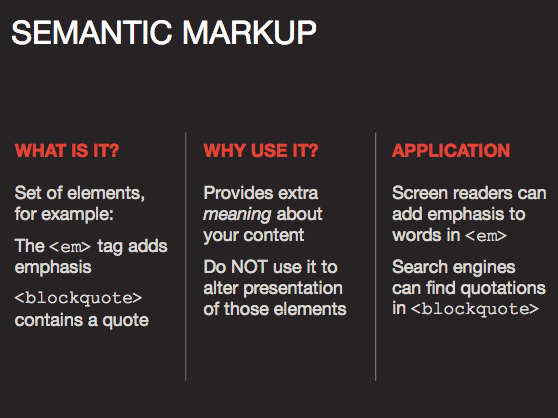 SEMANTIC MARKUP
WHAT IS IT?
Set of elements,
for example:
The <em> tag adds
emphasis
<blockquote>
contains a quote
WHY USE IT?
Provides extra
meaning about
your content
Do NOT use it to
alter presentation
of those elements
APPLICATION
Screen readers can
add emphasis to
words in <em>
Search engines
can find quotations
in <blockquote>